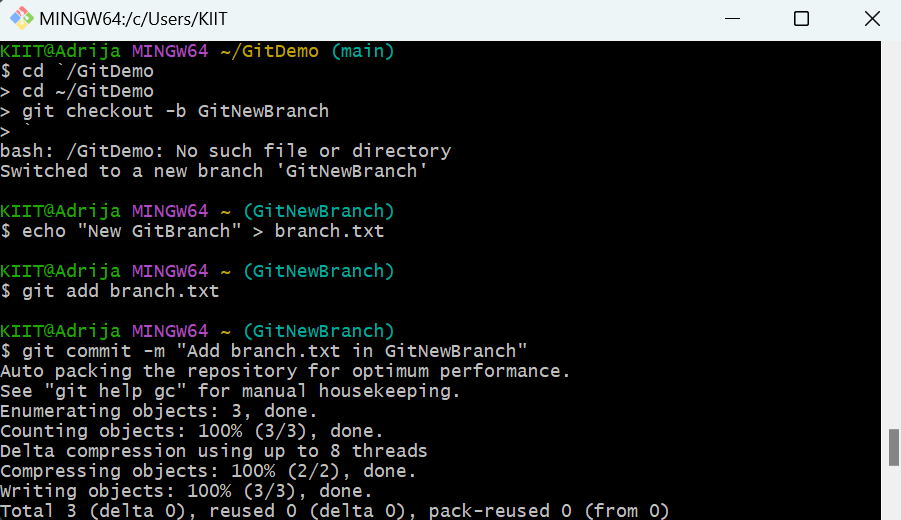 MINGW64:/c/Users/KIIT
KIIT@Adrija MINGW64 ~/GitDemo (main)
$ cd `/GitDemo
> cd ~/GitDemo
> git checkout -b GitNewBranch
> `
bash: /GitDemo: No such file or directory
Switched to a new branch 'GitNewBranch'
KIIT@Adrija MINGW64 ~ (GitNewBranch)
$ echo "New GitBranch" > branch.txt
KIIT@Adrija MINGW64 ~ (GitNewBranch)
$ git add branch.txt
KIIT@Adrija MINGW64 ~ (GitNewBranch)
$ git commit -m "Add branch.txt in GitNewBranch"
Auto packing the repository for optimum performance.
See "git help gc" for manual housekeeping.
Enumerating objects: 3, done.
Counting objects: 100% (3/3), done.
Delta compression using up to 8 threads
Compressing objects: 100% (2/2), done.
Writing objects: 100% (3/3), done.
Total 3 (delta 0), reused 0 (delta 0), pack-reused 0 (from 0)